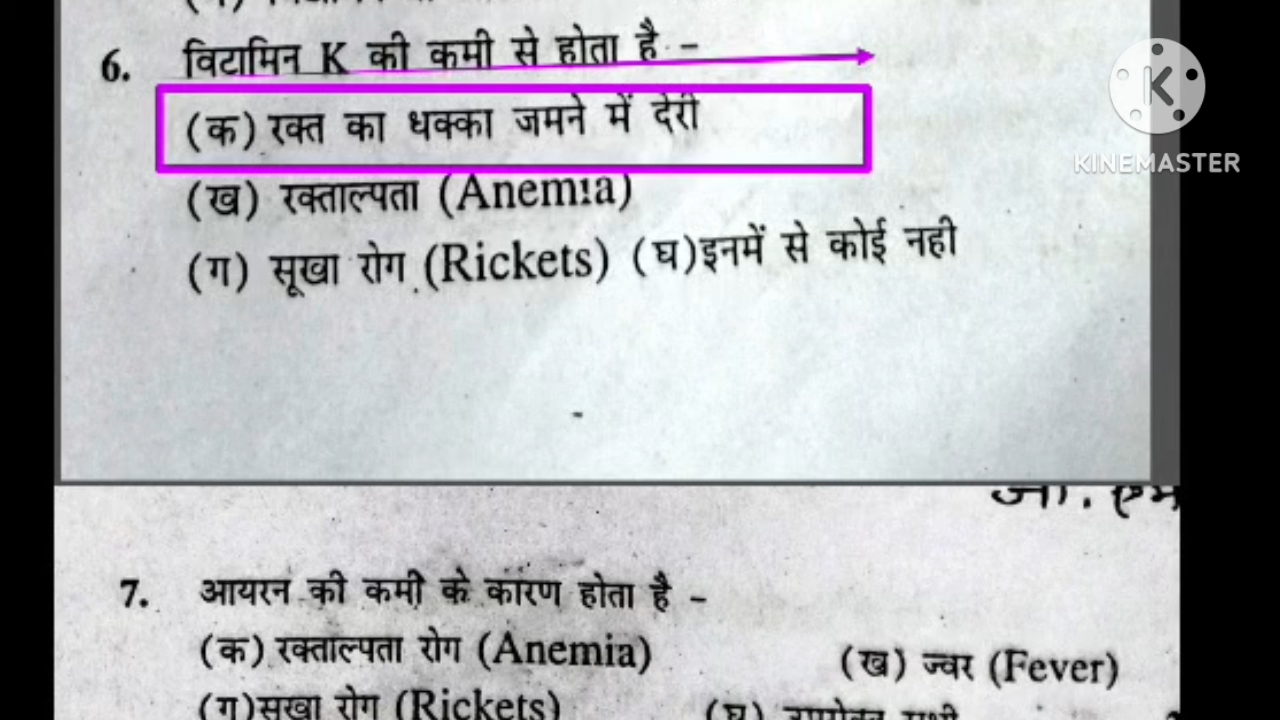 6. विटामिन K की कमी से होता है -
(क) रक्त का धक्का जमने में देरी
KINEMASTER
(ख) रक्ताल्पता (Anemia)
(ग) सूखा रोग (Rickets) (घ)इनमें से कोई नही
7. आयरन की कमी के कारण होता है -
(क) रक्ताल्पता रोग (Anemia) (ख) ज्वर (Fever)
(ग)सूखा रोग (Rickets) (घ)